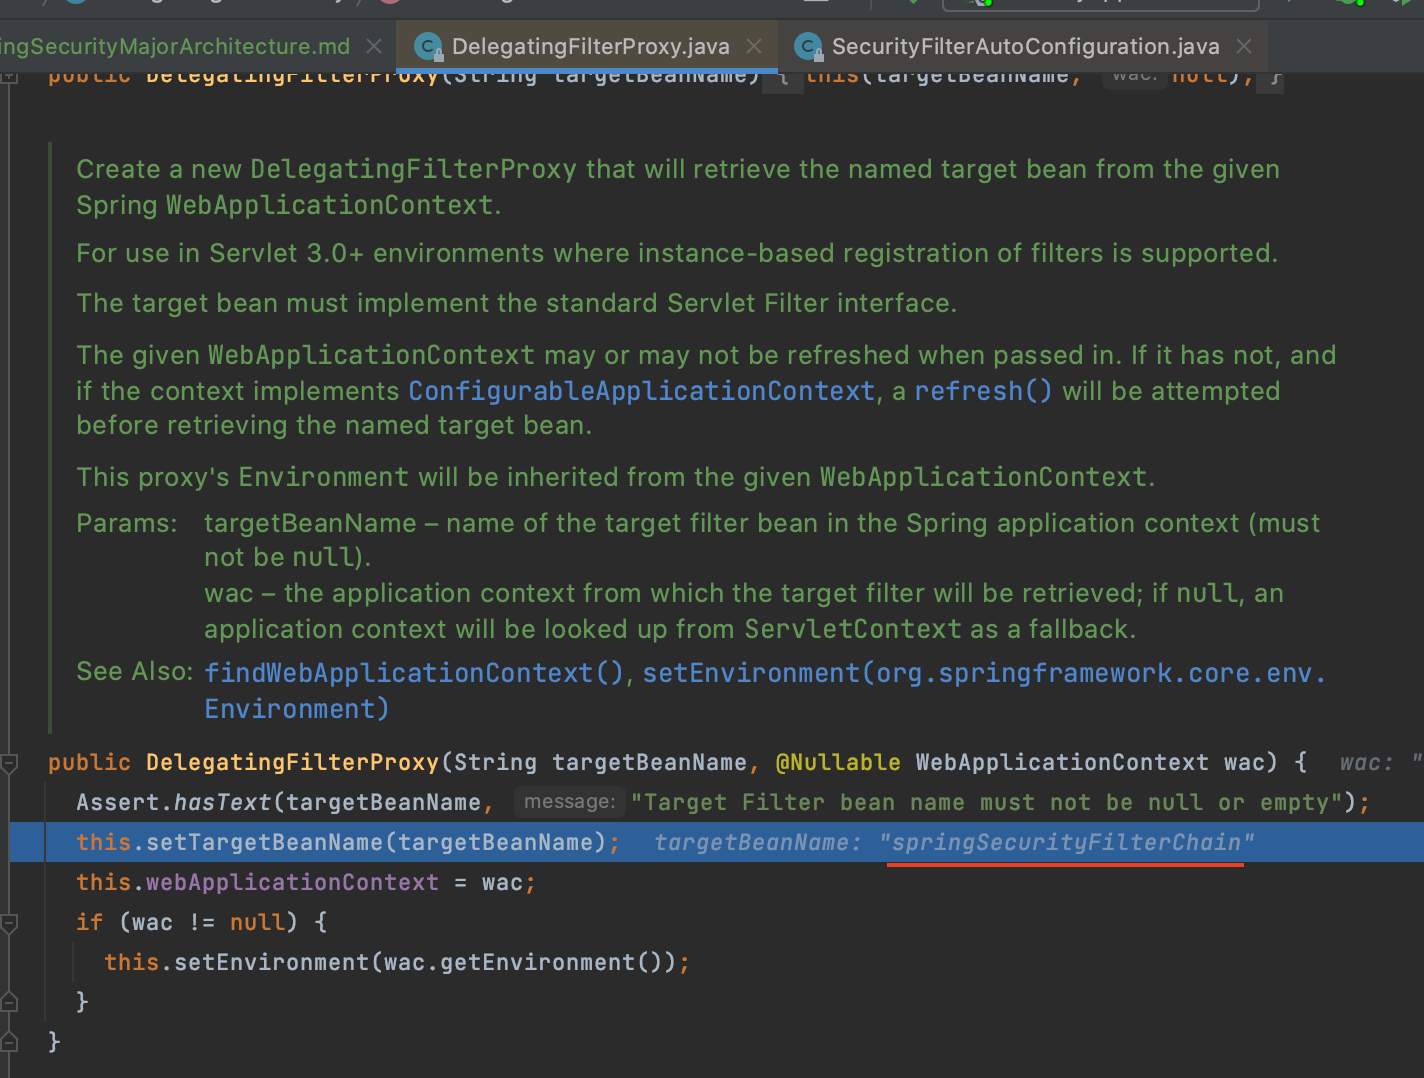 ingSecurityMajorArchitecture.md DelegatingFilterProxy.java SecurityFilterAutoConfiguration.java
public DelegatingFilterProxy(String targetBeanName) { this(targetBeanName, wac: null); }
Create a new DelegatingFilterProxy that will retrieve the named target bean from the given
Spring WebApplicationContext.
For use in Servlet 3.0+ environments where instance-based registration of filters is supported.
The target bean must implement the standard Servlet Filter interface.
The given WebApplicationContext may or may not be refreshed when passed in. If it has not, and
if the context implements ConfigurableApplicationContext, a refresh() will be attempted
before retrieving the named target bean.
This proxy's Environment will be inherited from the given WebApplicationContext.
Params: targetBeanName – name of the target filter bean in the Spring application context (must
not be null).
wac – the application context from which the target filter will be retrieved; if null, an
application context will be looked up from ServletContext as a fallback.
See Also: findWebApplicationContext(), setEnvironment(org.springframework.core.env.
Environment)
public DelegatingFilterProxy(String targetBeanName, @Nullable WebApplicationContext wac) { wac: "
Assert.hasText(targetBeanName, message: "Target Filter bean name must not be null or empty");
this.setTargetBeanName(targetBeanName); targetBeanName: "springSecurityFilterChain"
this.webApplicationContext = wac;
if (wac != null) {
this.setEnvironment(wac.getEnvironment());
}
}